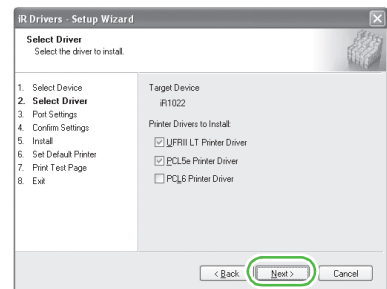 iR Drivers - Setup Wizard
Select Driver
Select the driver to install.
1. Select Device
2. Select Driver
3. Port Settings
4. Confirm Settings
5. Install
6. Set Default Printer
7. Print Test Page
8. Exit
Target Device
iR1022
Printer Drivers to Install:
UFRII LT Printer Driver
PCL5e Printer Driver
PCL6 Printer Driver
< Back
Next >
Cancel